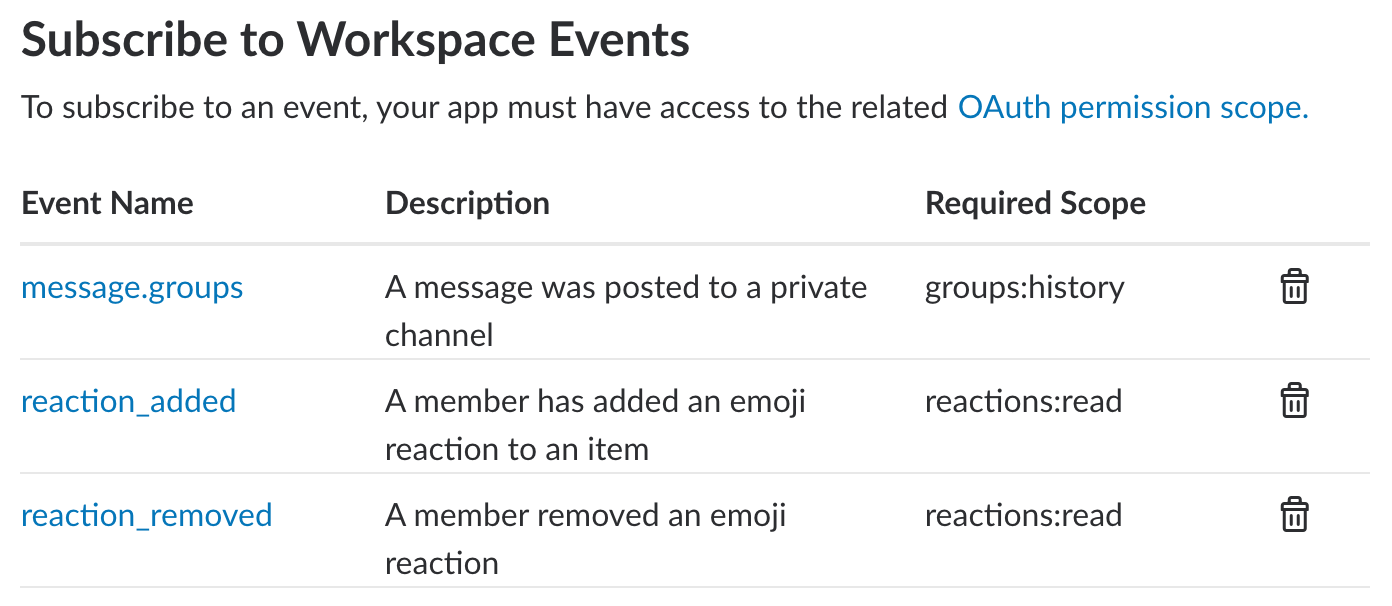 Subscribe to Workspace Events
To subscribe to an event, your app must have access to the related OAuth permission scope.
Event Name Description Required Scope
message.groups A message was posted to a private groups:history
channel
reaction_added A member has added an emoji reactions:read
reaction to an item
reaction_removed A member removed an emoji reactions:read
reaction